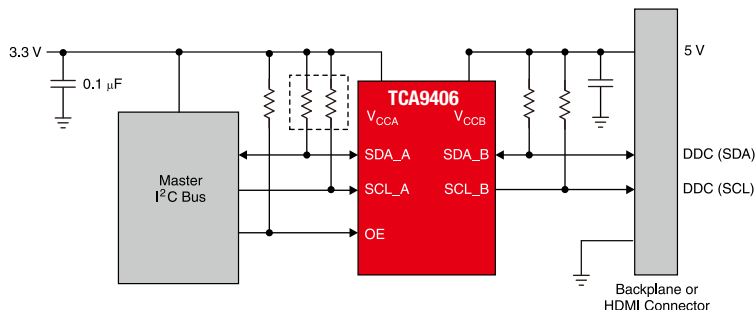 3.3 V
5 V
0.1 μF
TCA9406
VCCA
VCCB
SDA_A
SDA_B
DDC (SDA)
Master
I²C Bus
SCL_A
SCL_B
DDC (SCL)
OE
Backplane or
HDMI Connector